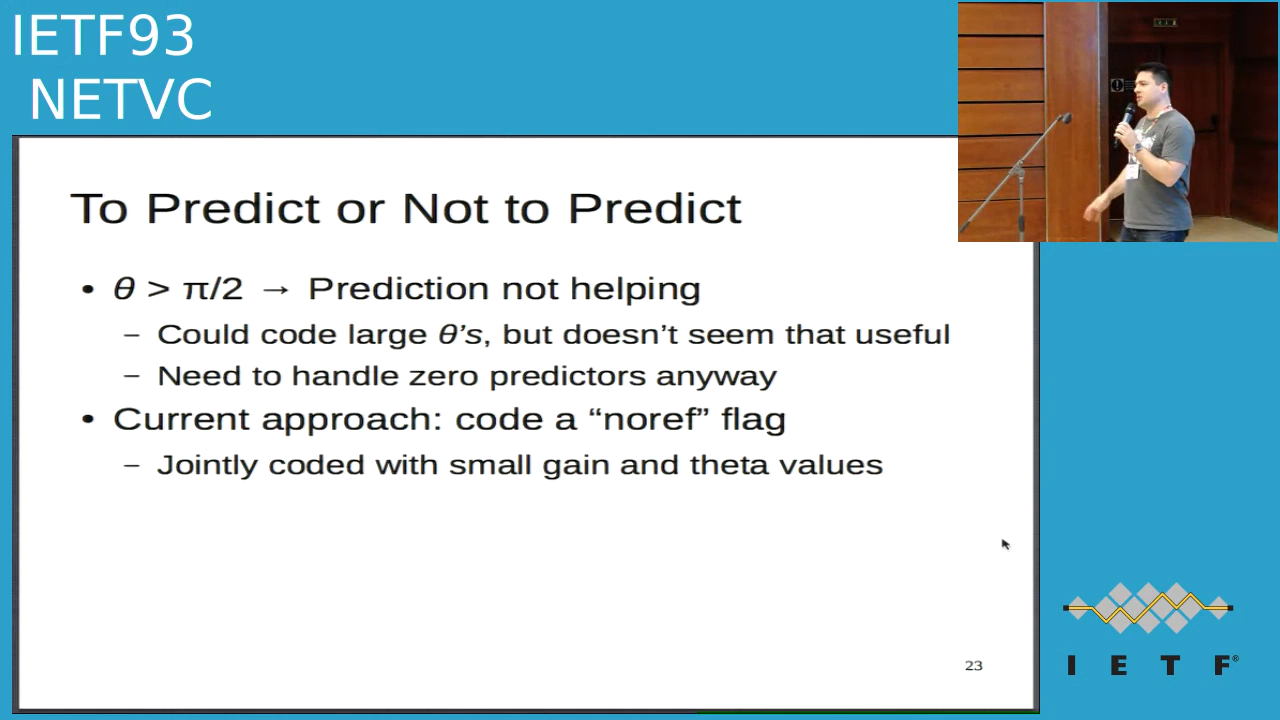 IETF93
NETVC
To Predict or Not to Predict
• θ > π/2 → Prediction not helping
– Could code large θ’s, but doesn’t seem that useful
– Need to handle zero predictors anyway
• Current approach: code a “noref” flag
– Jointly coded with small gain and theta values
23
I E T F®